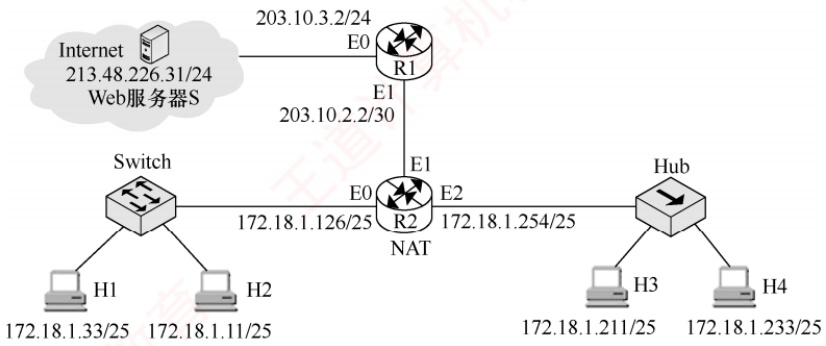 203.10.3.2/24
Internet
E0
213.48.226.31/24
R1
Web服务器S
E1
203.10.2.2/30
Switch
E1
Hub
E0
E2
172.18.1.126/25
R2
172.18.1.254/25
NAT
H1
H2
H3
H4
172.18.1.33/25
172.18.1.11/25
172.18.1.211/25
172.18.1.233/25